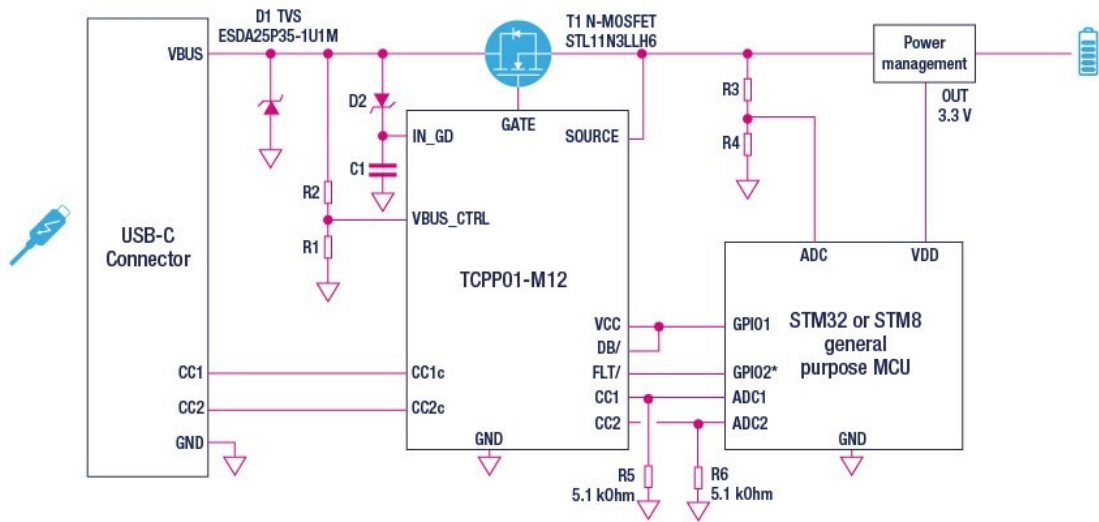 D1 TVS
ESDA25P35-1U1M
T1 N-MOSFET
STL11N3LLH6
VBUS
Power
management
D2
GATE
R3
OUT
3.3 V
IN_GD
SOURCE
R4
C1
R2
VBUS_CTRL
USB-C
Connector
R1
ADC
VDD
TCPP01-M12
VCC
GPIO1
STM32 or STM8
general
purpose MCU
DB/
CC1
CC1c
FLT/
GPIO2*
CC1
ADC1
CC2
CC2c
CC2
ADC2
GND
GND
GND
R5
5.1 kOhm
R6
5.1 kOhm